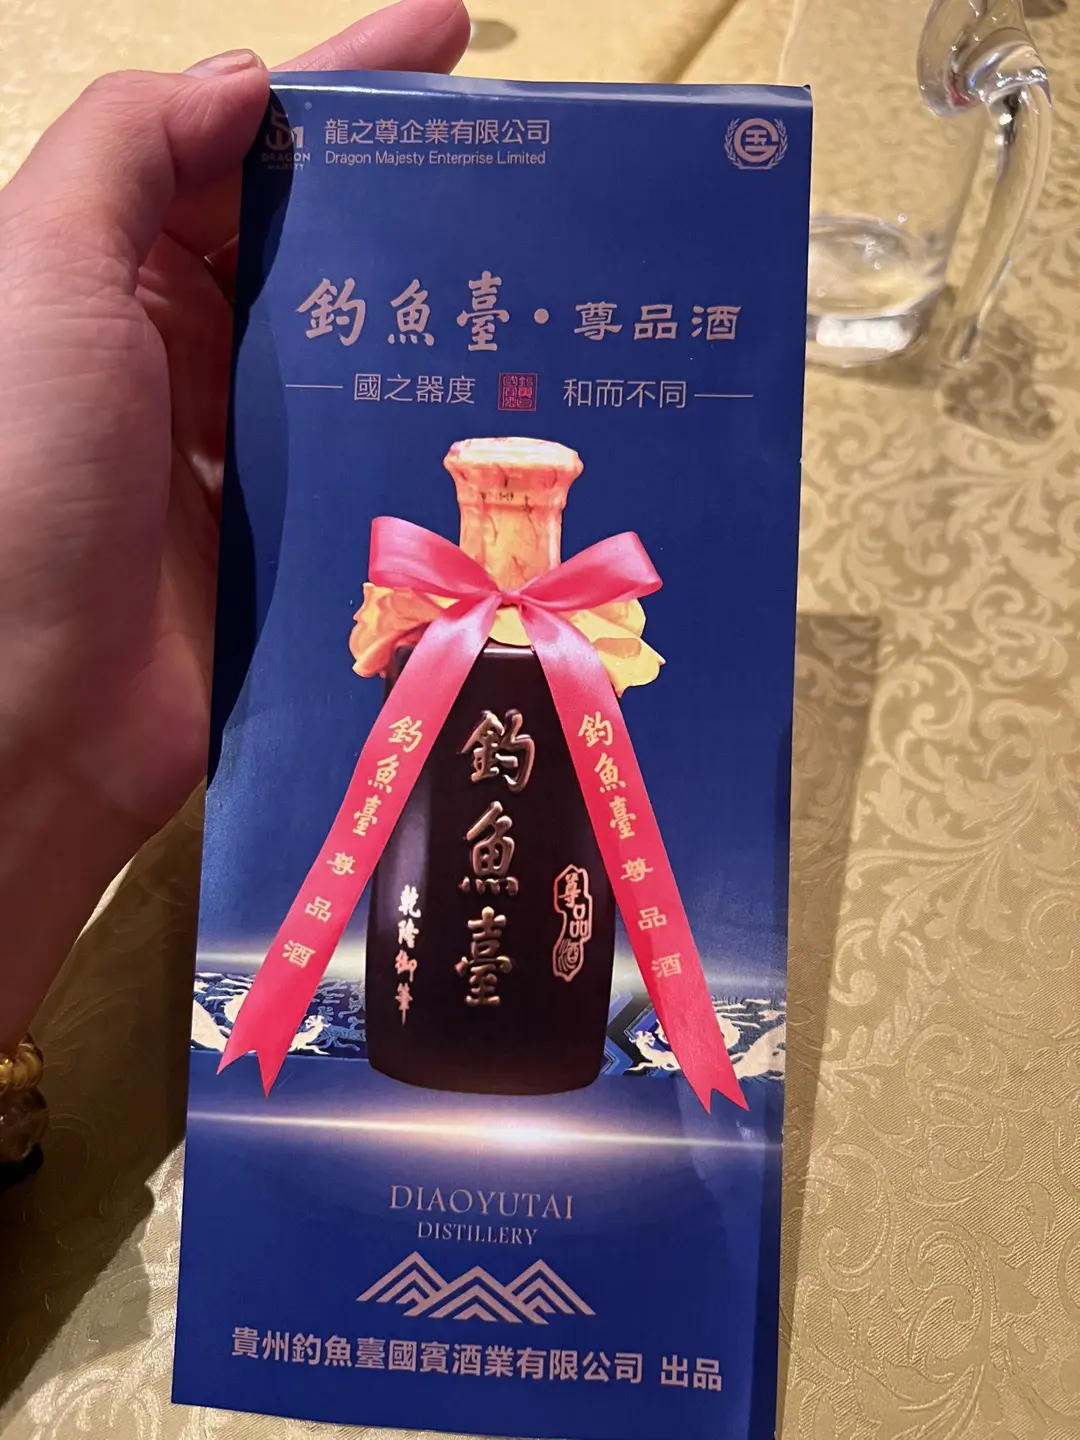 龍之尊企業有限公司
Dragon Majesty Enterprise Limited
DRAGON
MAJESTY
釣魚臺·尊品酒
國之器度
和而不同
釣魚臺尊品酒
釣魚臺
乾隆御筆
尊品酒
釣魚臺尊品酒
DIAOYUTAI
DISTILLERY
貴州釣魚臺國賓酒業有限公司 出品